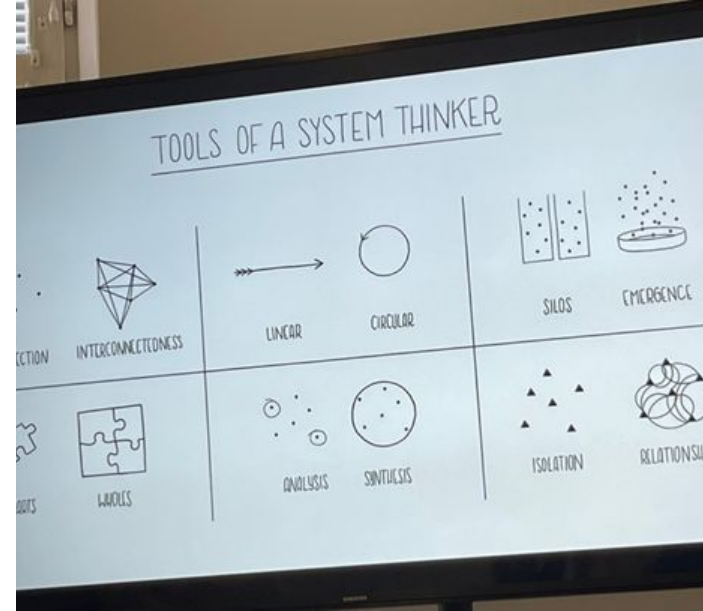 TOOLS OF A SYSTEM THINKER
INTERCONNECTEDNESS
LINEAR
CIRCULAR
SILOS
EMERGENCE
WHOLES
ANALYSIS
SYNTHESIS
ISOLATION